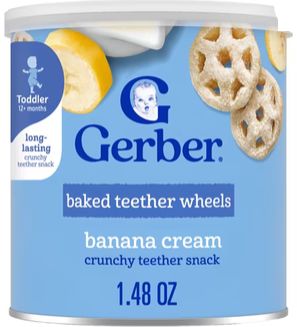 Toddler
12+ months
long-
lasting
crunchy
teether snack
Gerber®
baked teether wheels
banana cream
crunchy teether snack
1.48 OZ